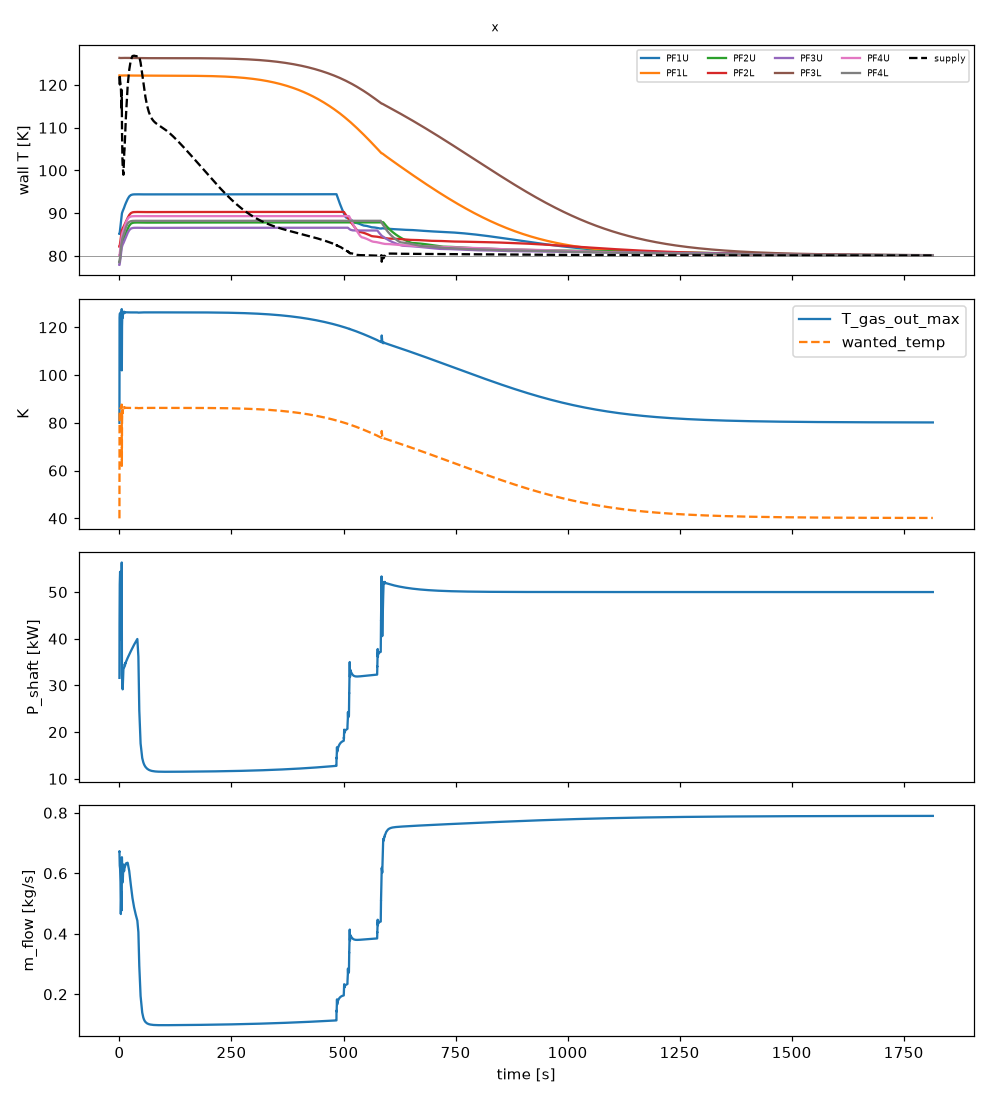 x
wall T [K]
120
110
100
90
80
PF1U PF2U PF3U PF4U supply
PF1L PF2L PF3L PF4L
K
120
100
80
60
40
T_gas_out_max
wanted_temp
P_shaft [kW]
50
40
30
20
10
m_flow [kg/s]
0.8
0.6
0.4
0.2
0 250 500 750 1000 1250 1500 1750
time [s]